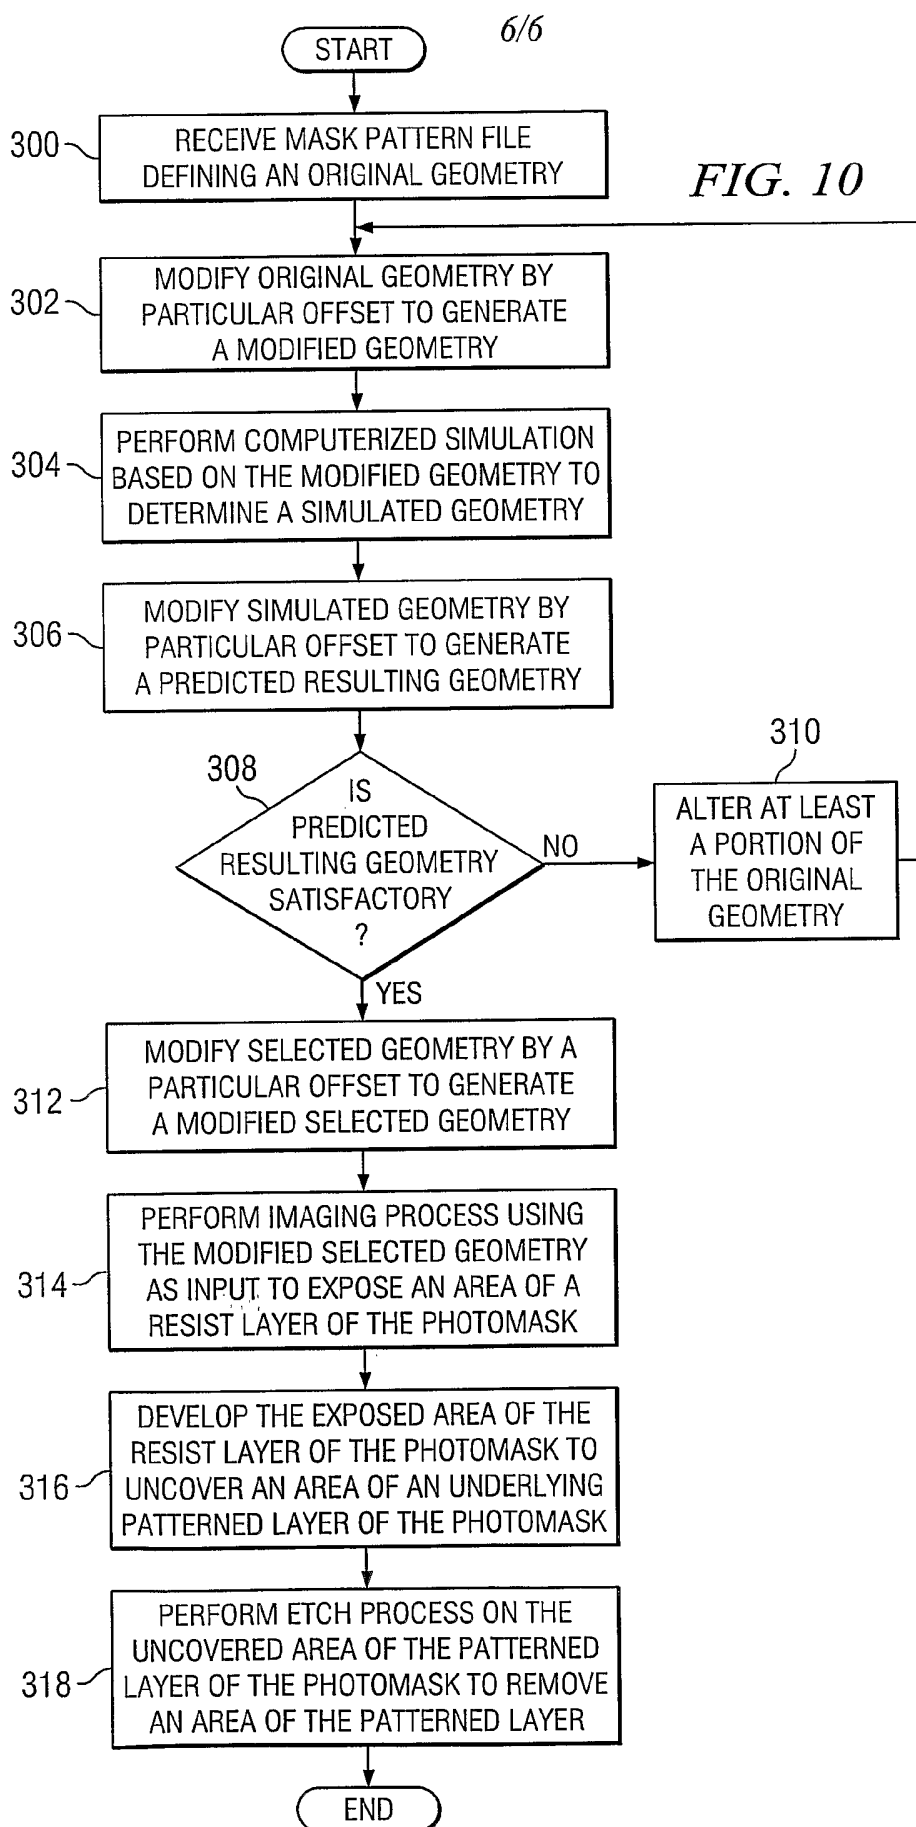 6/6
START
300
RECEIVE MASK PATTERN FILE
DEFINING AN ORIGINAL GEOMETRY
FIG. 10
302
MODIFY ORIGINAL GEOMETRY BY
PARTICULAR OFFSET TO GENERATE
A MODIFIED GEOMETRY
304
PERFORM COMPUTERIZED SIMULATION
BASED ON THE MODIFIED GEOMETRY TO
DETERMINE A SIMULATED GEOMETRY
306
MODIFY SIMULATED GEOMETRY BY
PARTICULAR OFFSET TO GENERATE
A PREDICTED RESULTING GEOMETRY
308
IS
PREDICTED
RESULTING GEOMETRY
SATISFACTORY
?
NO
310
ALTER AT LEAST
A PORTION OF
THE ORIGINAL
GEOMETRY
YES
312
MODIFY SELECTED GEOMETRY BY A
PARTICULAR OFFSET TO GENERATE
A MODIFIED SELECTED GEOMETRY
314
PERFORM IMAGING PROCESS USING
THE MODIFIED SELECTED GEOMETRY
AS INPUT TO EXPOSE AN AREA OF A
RESIST LAYER OF THE PHOTOMASK
316
DEVELOP THE EXPOSED AREA OF THE
RESIST LAYER OF THE PHOTOMASK TO
UNCOVER AN AREA OF AN UNDERLYING
PATTERNED LAYER OF THE PHOTOMASK
318
PERFORM ETCH PROCESS ON THE
UNCOVERED AREA OF THE PATTERNED
LAYER OF THE PHOTOMASK TO REMOVE
AN AREA OF THE PATTERNED LAYER
END